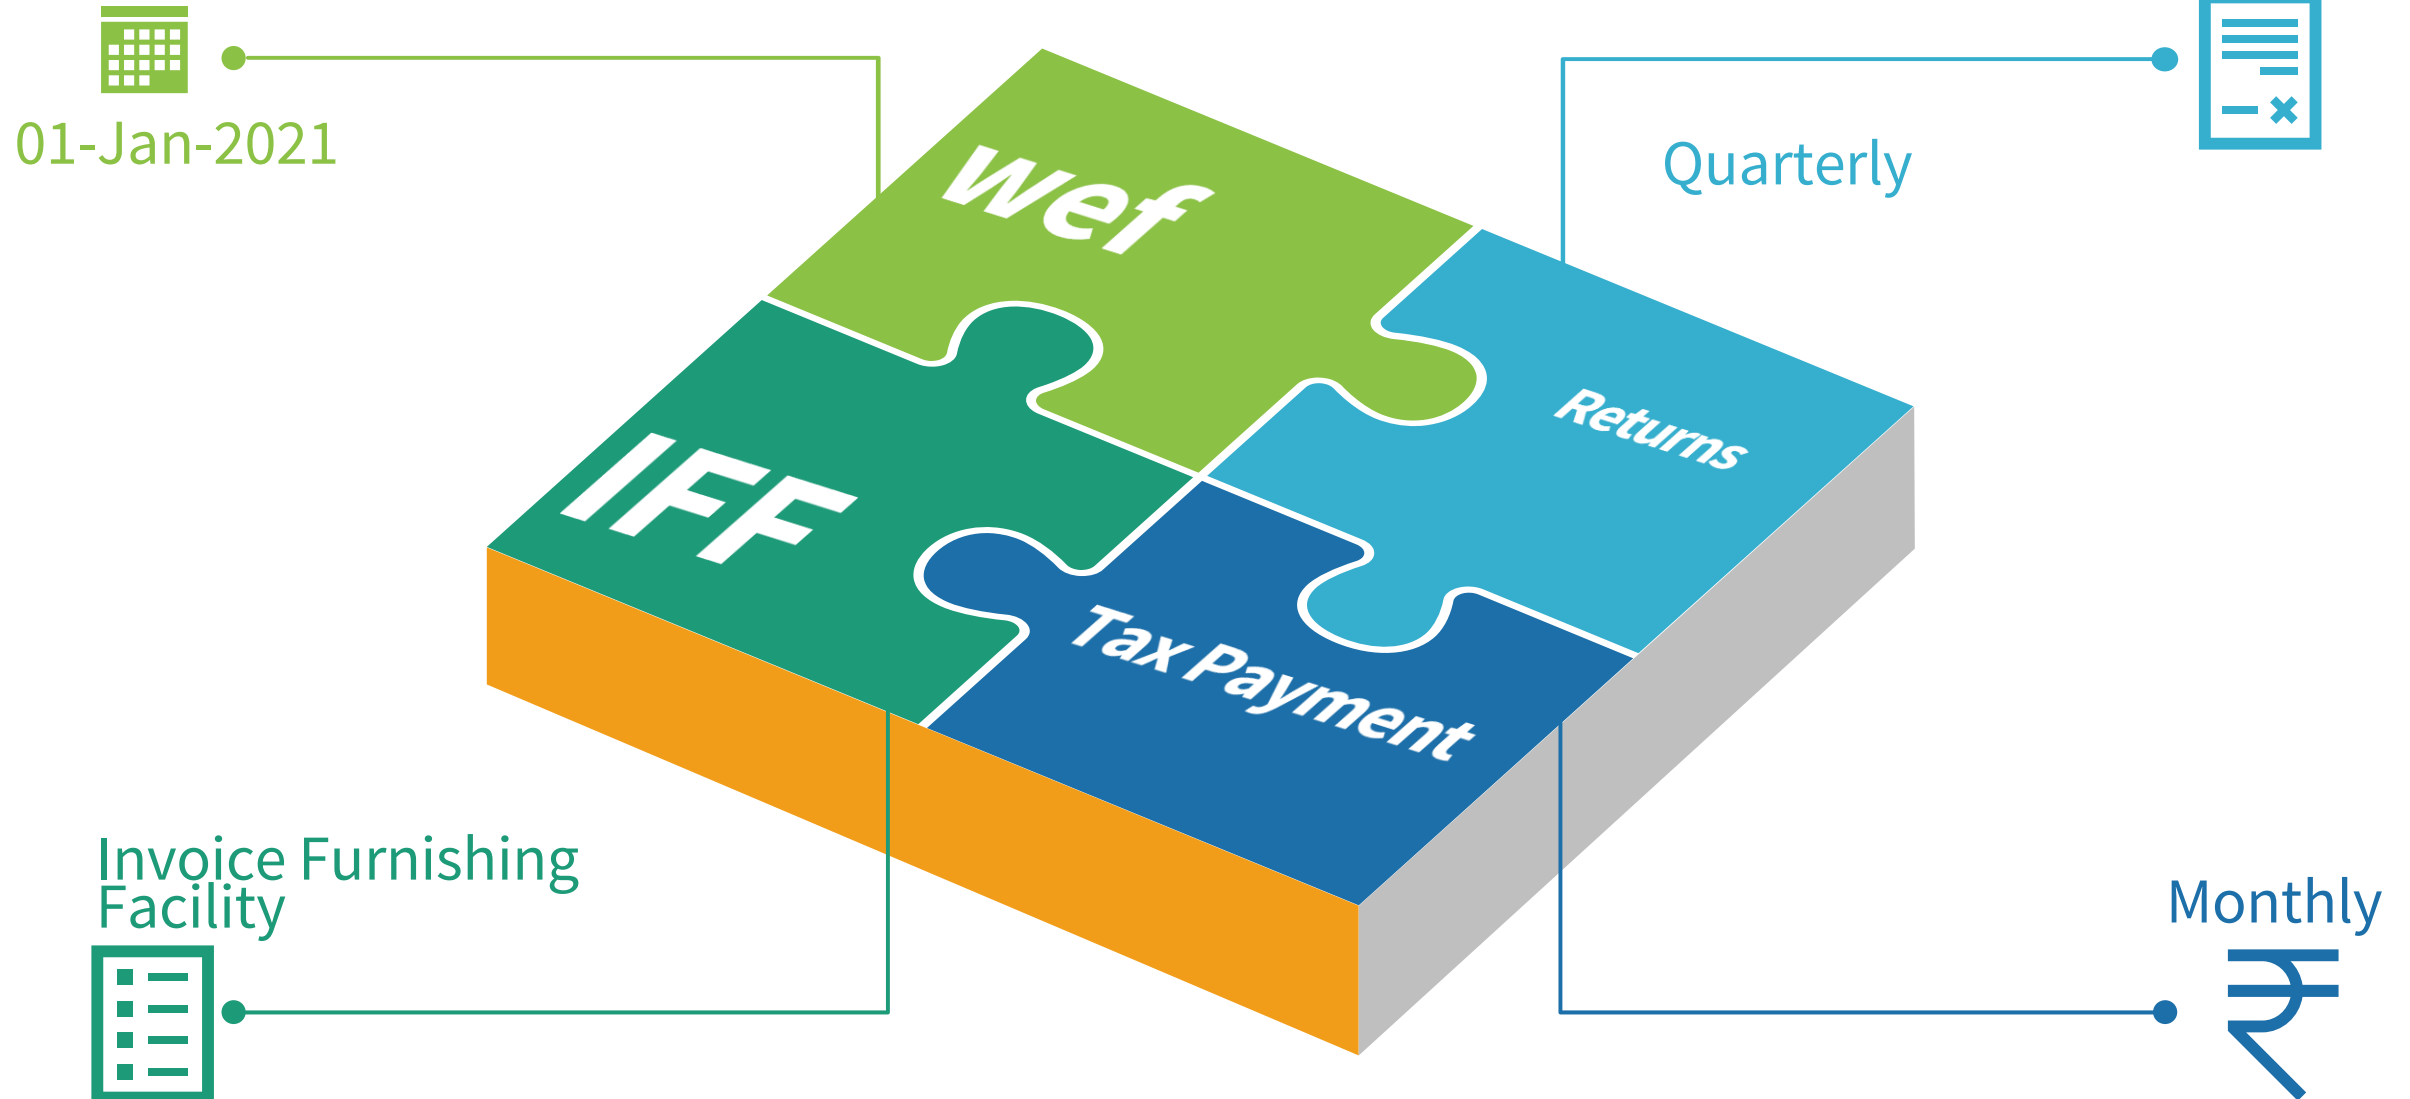 01-Jan-2021
Quarterly
Wef
Returns
IFF
Tax Payment
Invoice Furnishing
Facility
Monthly
₹